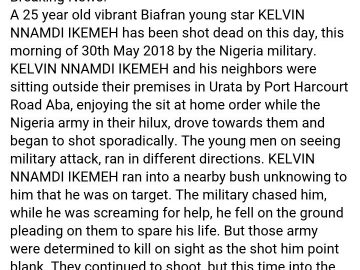 Breaking News!
A 25 year old vibrant Biafran young star KELVIN
NNAMDI IKEMEH has been shot dead on this day, this
morning of 30th May 2018 by the Nigeria military.
KELVIN NNAMDI IKEMEH and his neighbors were
sitting outside their premises in Urata by Port Harcourt
Road Aba, enjoying the sit at home order while the
Nigeria army in their hilux, drove towards them and
began to shot sporadically. The young men on seeing
military attack, ran in different directions. KELVIN
NNAMDI IKEMEH ran into a nearby bush unknowing to
him that he was on target. The military chased him,
while he was screaming for help, he fell on the ground
pleading on them to spare his life. But those army
were determined to kill on sight as the shot him point
blank. They continued to shoot, but this time into the